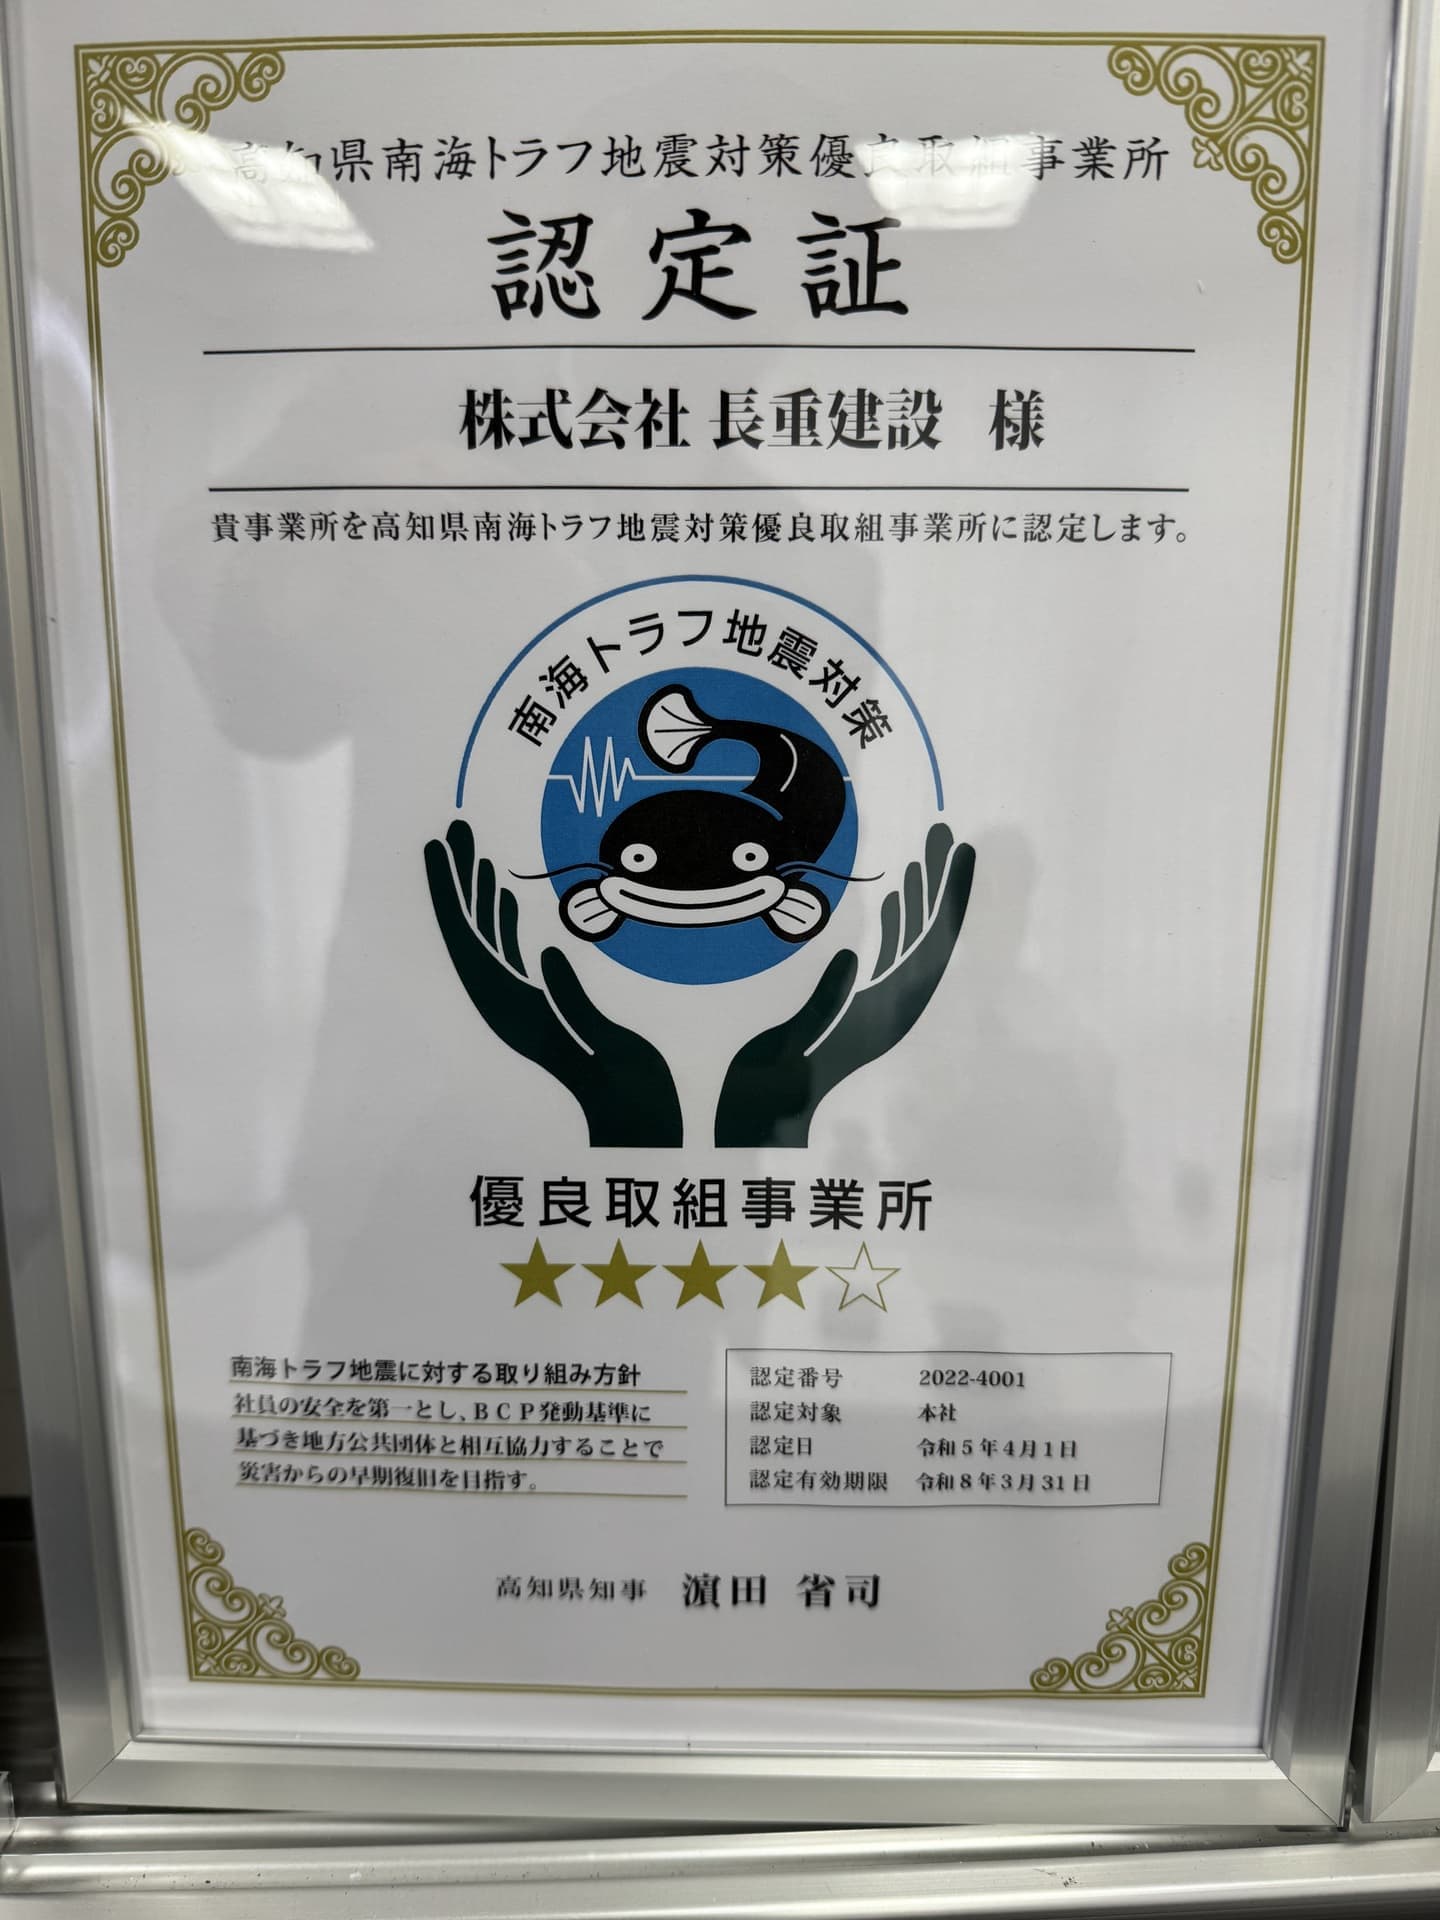 高知県南海トラフ地震対策優良取組事業所
認定証
株式会社 長重建設 様
貴事業所を高知県南海トラフ地震対策優良取組事業所に認定します。
南海トラフ地震対策
優良取組事業所
★★★★☆
南海トラフ地震に対する取り組み方針
社員の安全を第一とし、BCP発動基準に
基づき地方公共団体と相互協力することで
災害からの早期復旧を目指す。
認定番号 2022-4001
認定対象 本社
認定日 令和5年4月1日
認定有効期限 令和8年3月31日
高知県知事 濵田 省司